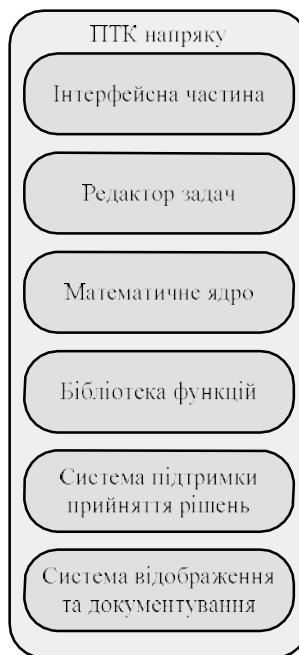 ПТК напряку
Інтерфейсна частина
Редактор задач
Математичне ядро
Бібліотека функцій
Система підтримки
прийняття рішень
Система відображення
та документування